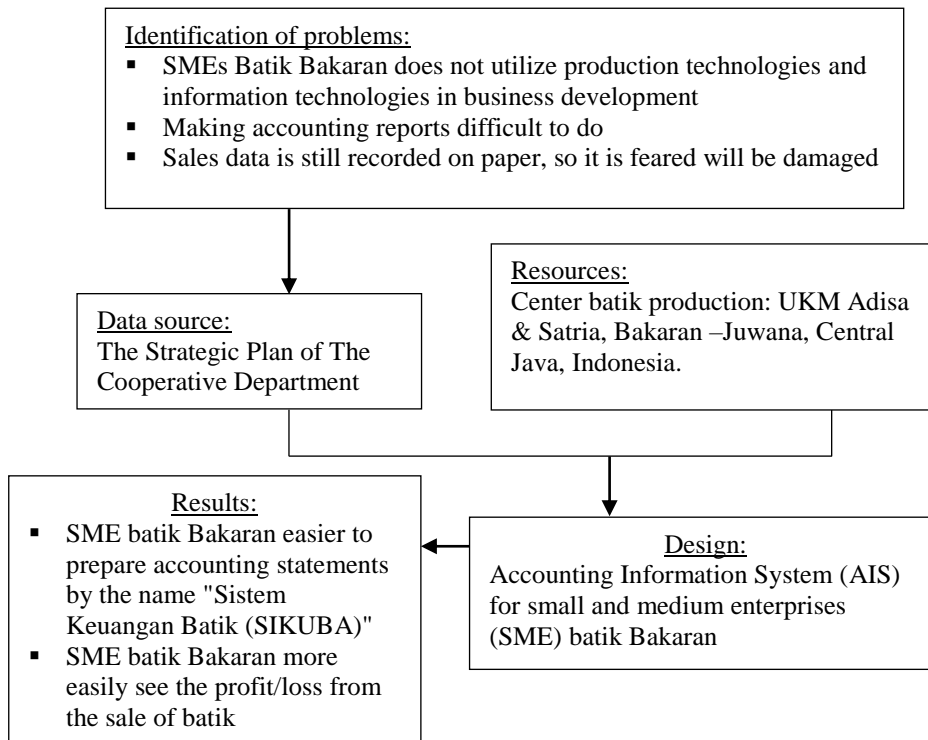 Identification of problems:
▪ SMEs Batik Bakaran does not utilize production technologies and
information technologies in business development
▪ Making accounting reports difficult to do
▪ Sales data is still recorded on paper, so it is feared will be damaged
Resources:
Center batik production: UKM Adisa
& Satria, Bakaran –Juwana, Central
Java, Indonesia.
Data source:
The Strategic Plan of The
Cooperative Department
Results:
▪ SME batik Bakaran easier to
prepare accounting statements
by the name "Sistem
Keuangan Batik (SIKUBA)"
▪ SME batik Bakaran more
easily see the profit/loss from
the sale of batik
Design:
Accounting Information System (AIS)
for small and medium enterprises
(SME) batik Bakaran